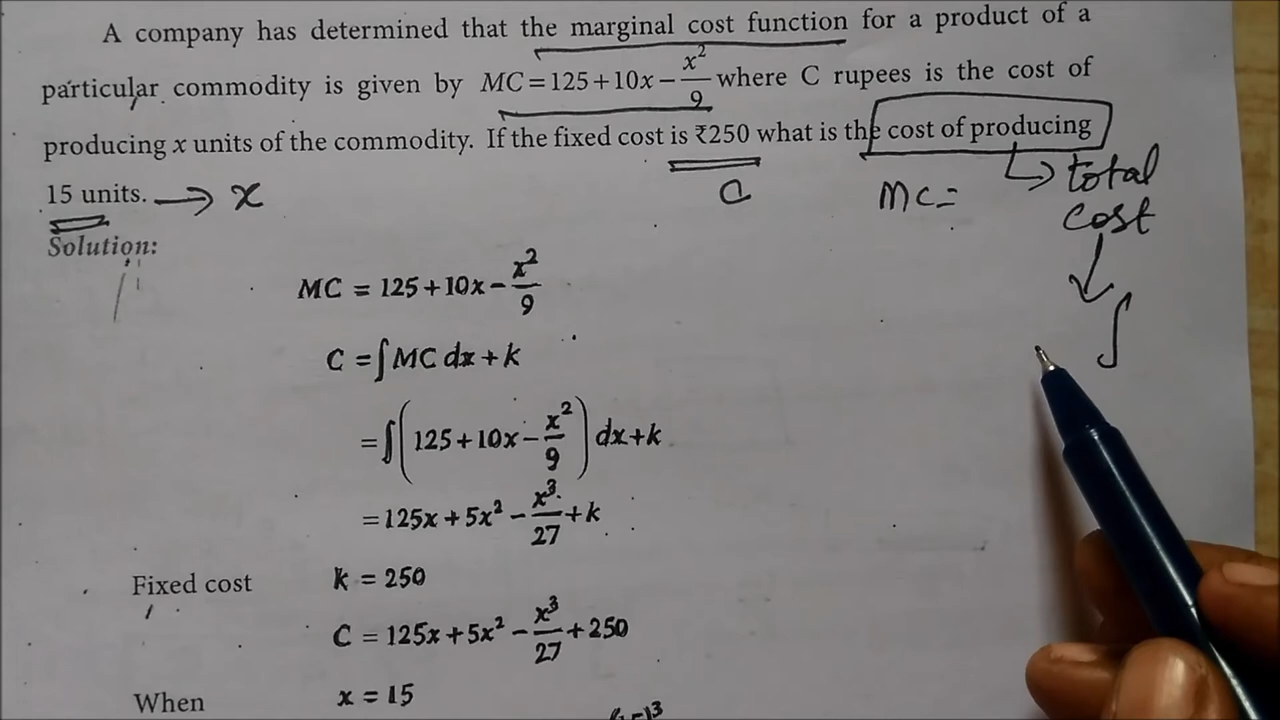 A company has determined that the marginal cost function for a product of a
particular commodity is given by MC = 125 + 10x − x²/9 where C rupees is the cost of
producing x units of the commodity. If the fixed cost is ₹250 what is the cost of producing
15 units. → x
C
MC =
↳ total
cost
↓
∫
Solution:
MC = 125 + 10x − x²/9
C = ∫ MC dx + k
= ∫(125 + 10x − x²/9) dx + k
= 125x + 5x² − x³/27 + k
Fixed cost k = 250
C = 125x + 5x² − x³/27 + 250
When x = 15